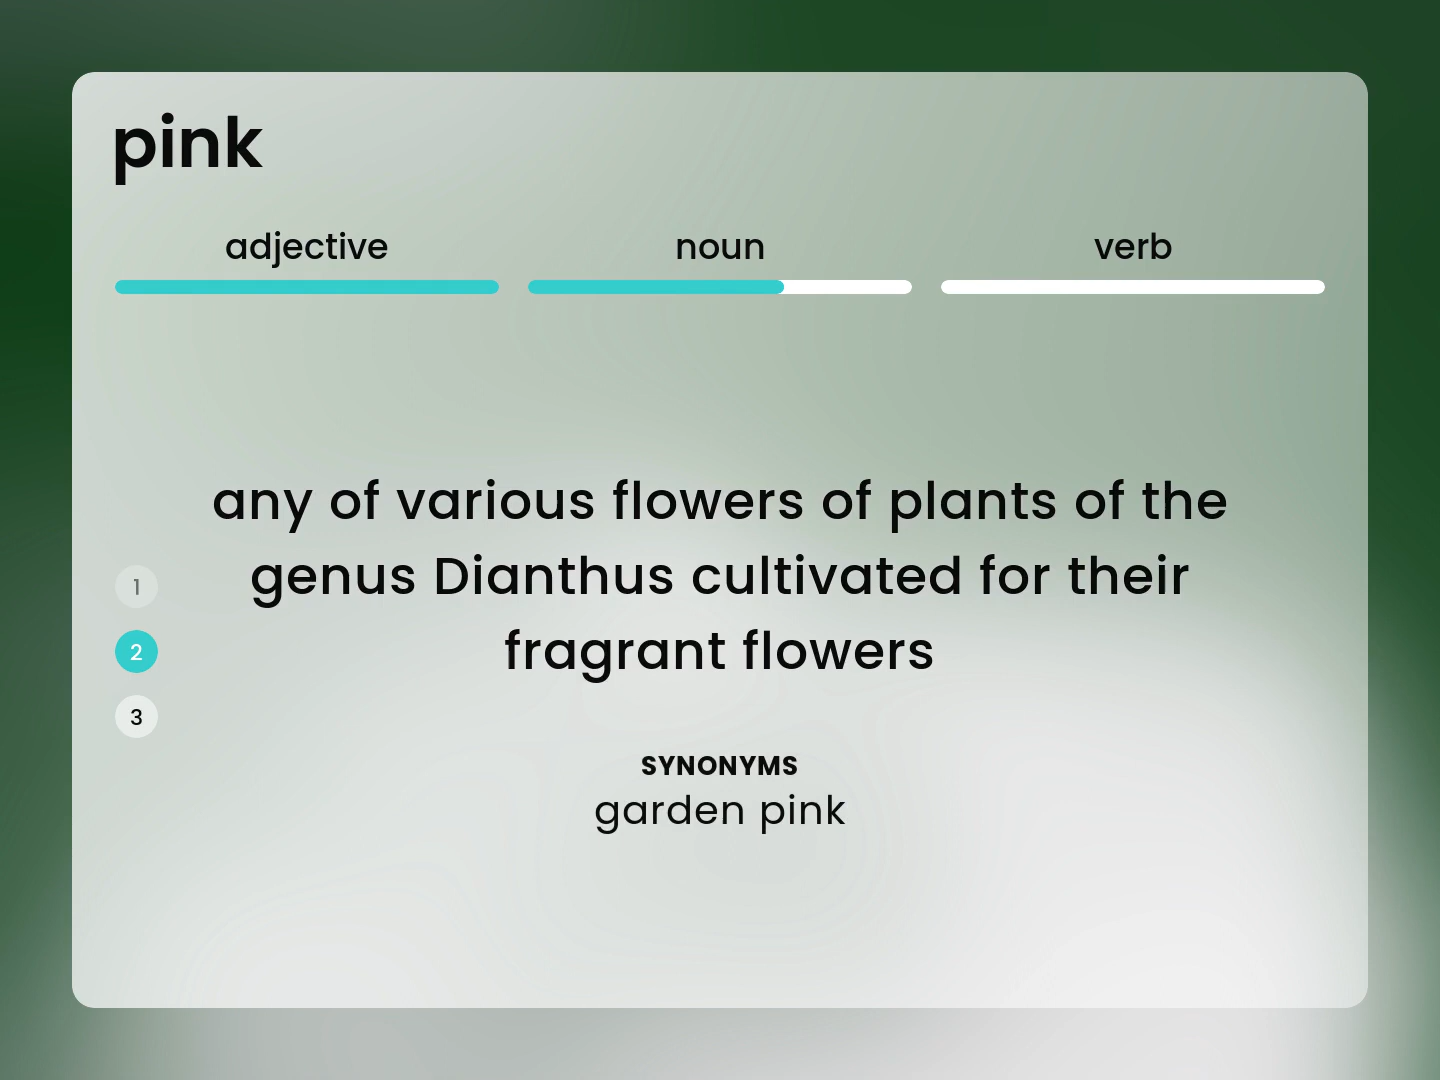 pink
adjective
noun
verb
any of various flowers of plants of the
genus Dianthus cultivated for their
fragrant flowers
1
2
3
SYNONYMS
garden pink